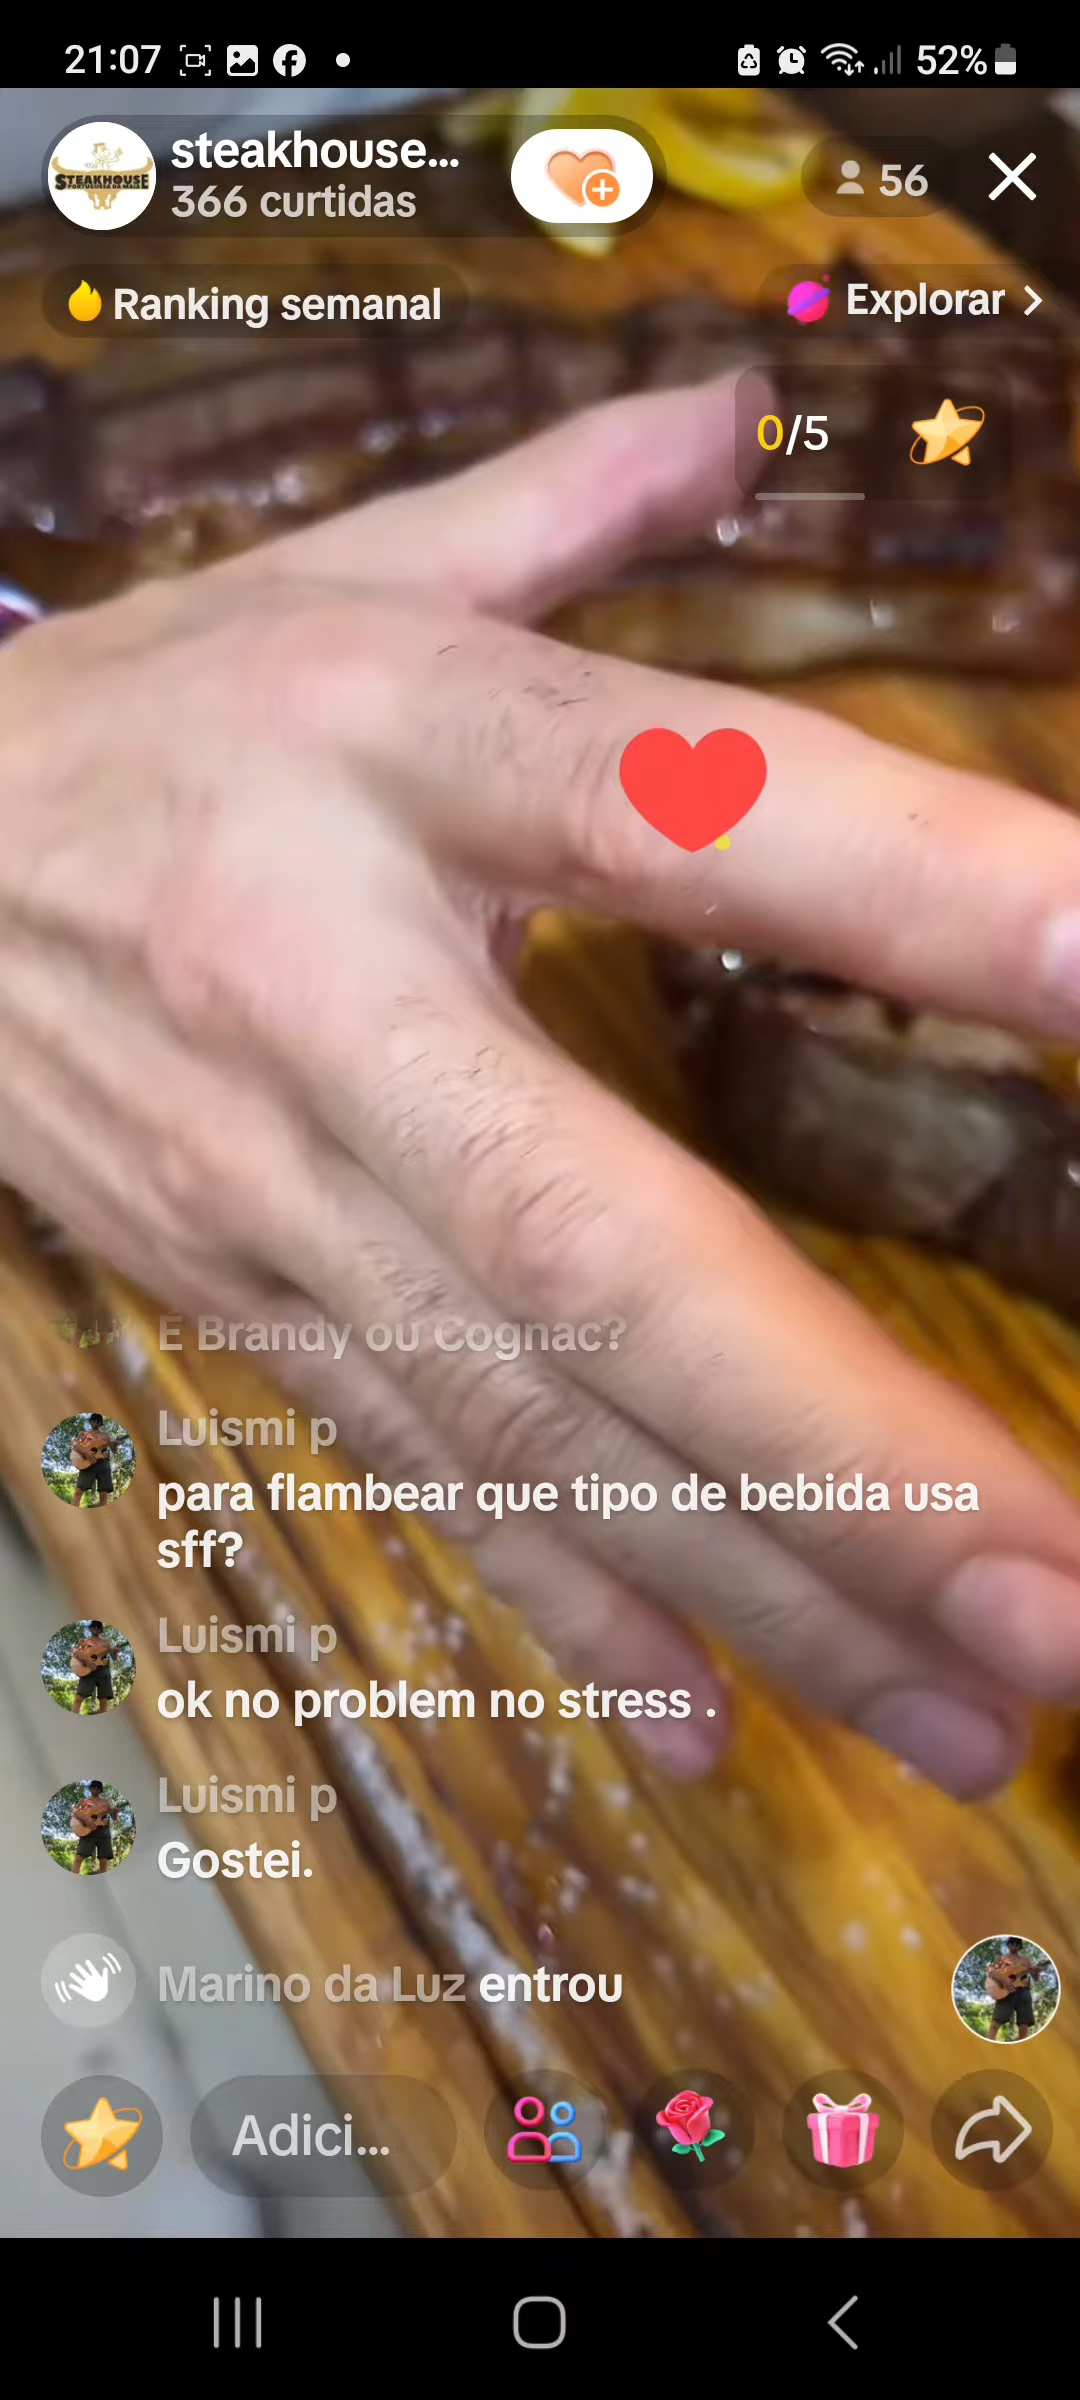 21:07
52%
STEAKHOUSE
steakhouse...
366 curtidas
56
Ranking semanal
Explorar
0/5
É Brandy ou Cognac?
Luismi p
para flambear que tipo de bebida usa
sff?
Luismi p
ok no problem no stress .
Luismi p
Gostei.
Marino da Luz entrou
Adici...